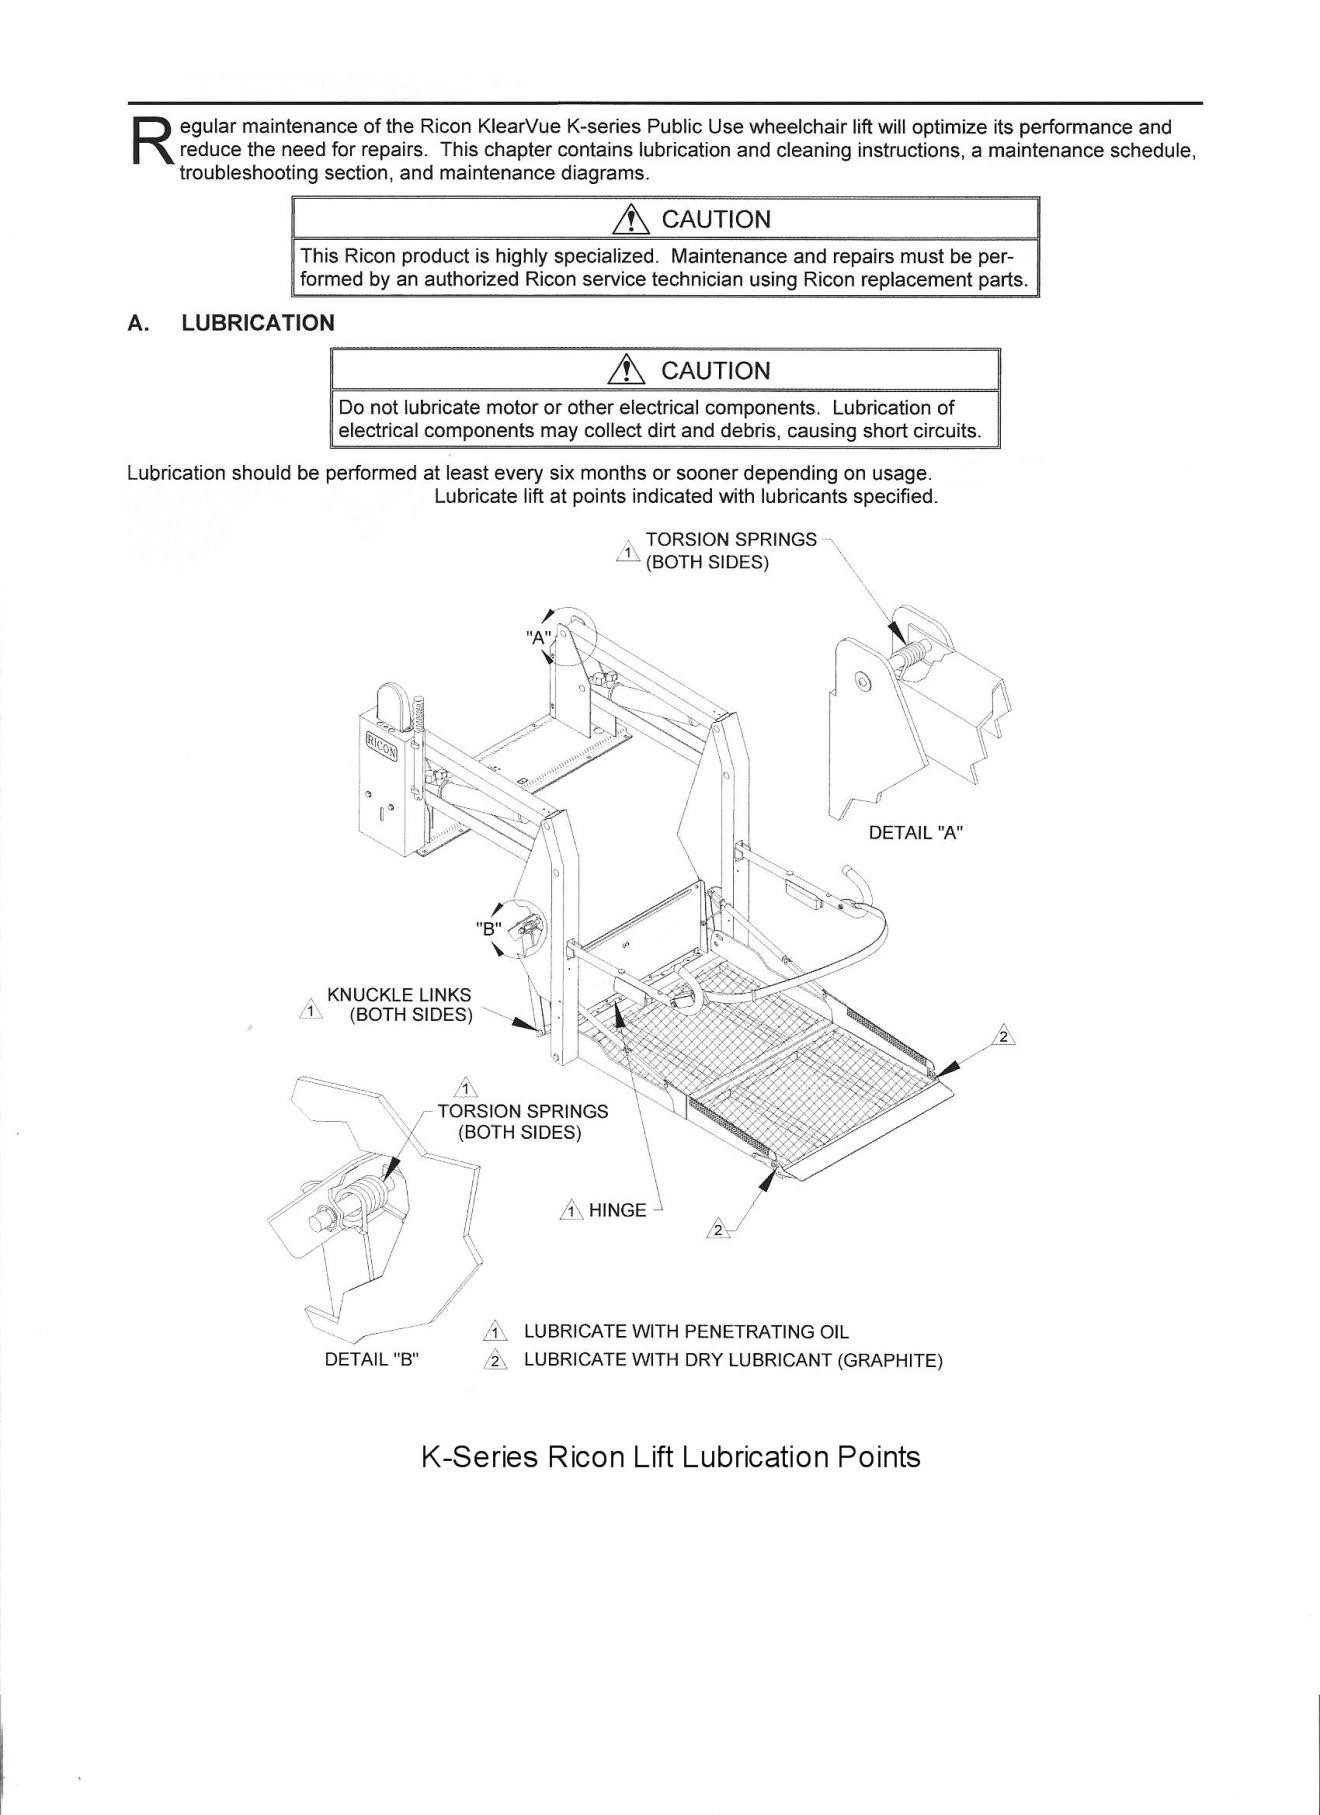 Regular maintenance of the Ricon KlearVue K-series Public Use wheelchair lift will optimize its performance and
reduce the need for repairs. This chapter contains lubrication and cleaning instructions, a maintenance schedule,
troubleshooting section, and maintenance diagrams.
CAUTION
This Ricon product is highly specialized. Maintenance and repairs must be per-
formed by an authorized Ricon service technician using Ricon replacement parts.
A. LUBRICATION
CAUTION
Do not lubricate motor or other electrical components. Lubrication of
electrical components may collect dirt and debris, causing short circuits.
Lubrication should be performed at least every six months or sooner depending on usage.
Lubricate lift at points indicated with lubricants specified.
1 TORSION SPRINGS
(BOTH SIDES)
"A"
RICON
DETAIL "A"
"B"
1 KNUCKLE LINKS
(BOTH SIDES)
2
1
TORSION SPRINGS
(BOTH SIDES)
1 HINGE
2
1 LUBRICATE WITH PENETRATING OIL
DETAIL "B"
2 LUBRICATE WITH DRY LUBRICANT (GRAPHITE)
K-Series Ricon Lift Lubrication Points